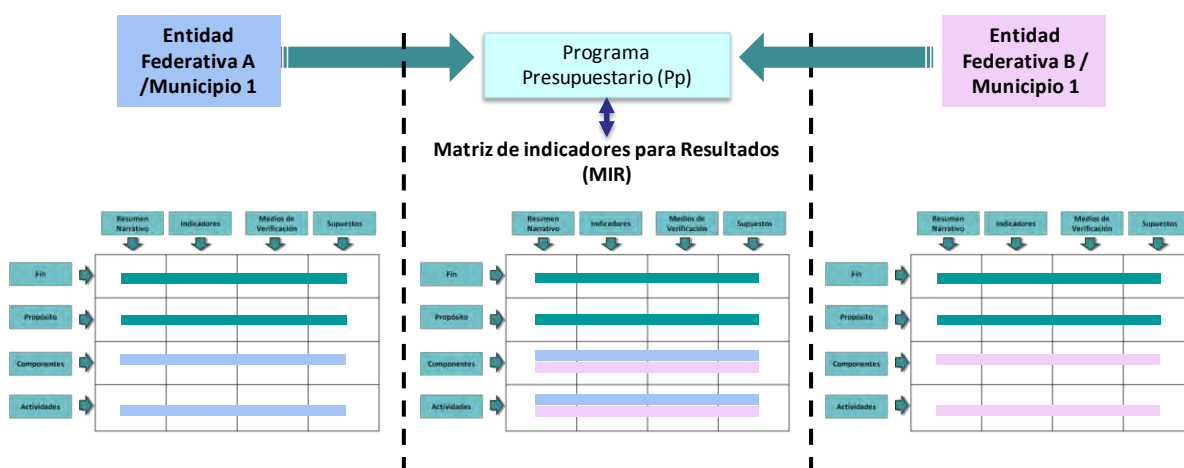 Entidad
Federativa A
/Municipio 1
Programa
Presupuestario (Pp)
Entidad
Federativa B /
Municipio 1
Matriz de indicadores para Resultados
(MIR)
Resumen
Narrativo
Indicadores
Medios de
Verificación
Supuestos
Fin
Propósito
Componentes
Actividades
Resumen
Narrativo
Indicadores
Medios de
Verificación
Supuestos
Fin
Propósito
Componentes
Actividades
Resumen
Narrativo
Indicadores
Medios de
Verificación
Supuestos
Fin
Propósito
Componentes
Actividades